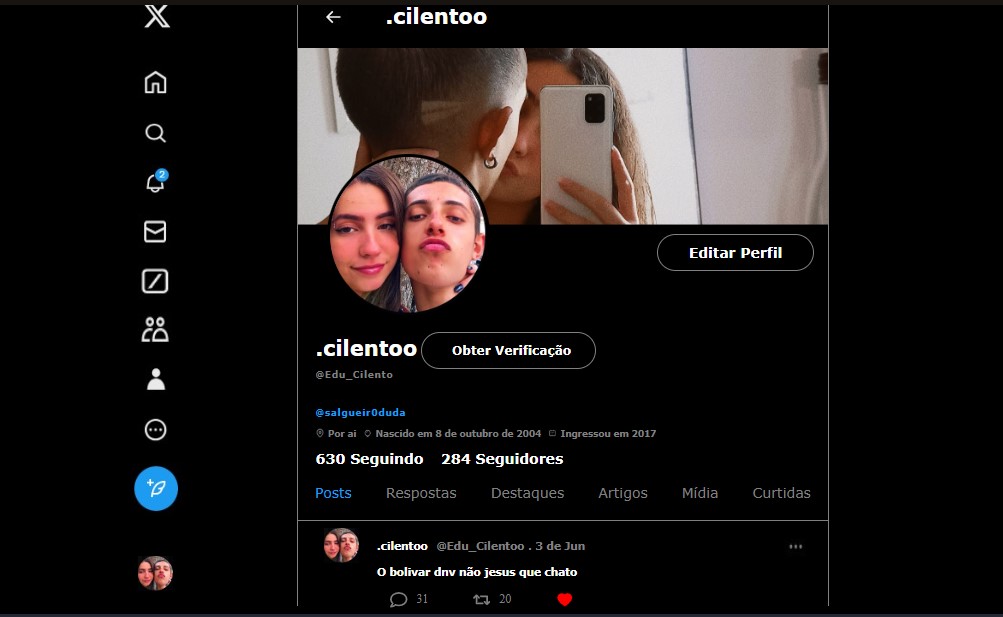 .cilentoo
2
Editar Perfil
.cilentoo Obter Verificação
@Edu_Cilento
@salgueir0duda
Por ai Nascido em 8 de outubro de 2004 Ingressou em 2017
630 Seguindo 284 Seguidores
Posts Respostas Destaques Artigos Mídia Curtidas
.cilentoo @Edu_Cilentoo . 3 de Jun
O bolivar dnv não jesus que chato
31 20